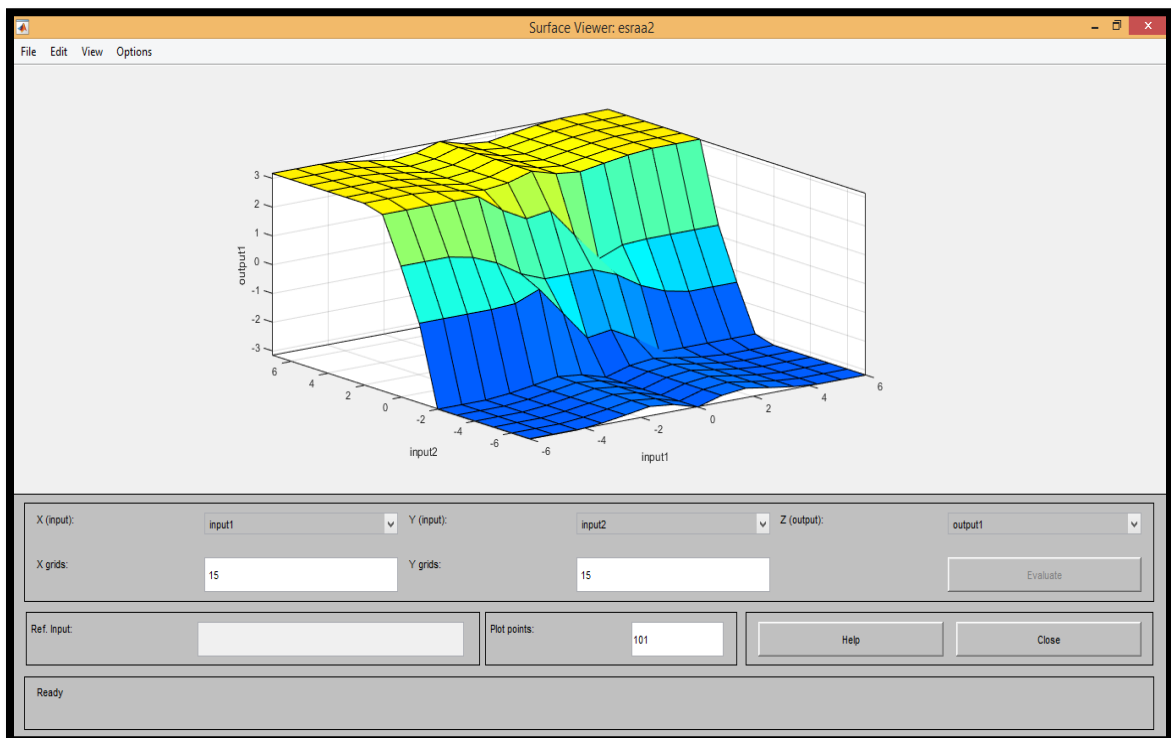 Surface Viewer: esraa2
File Edit View Options
3
2
1
0
-1
-2
-3
output1
6
4
2
0
-2
-4
-6
input2
-6
-4
-2
0
2
4
6
input1
X (input): input1 Y (input): input2 Z (output): output1
X grids: 15 Y grids: 15 Evaluate
Ref. Input: Plot points: 101 Help Close
Ready